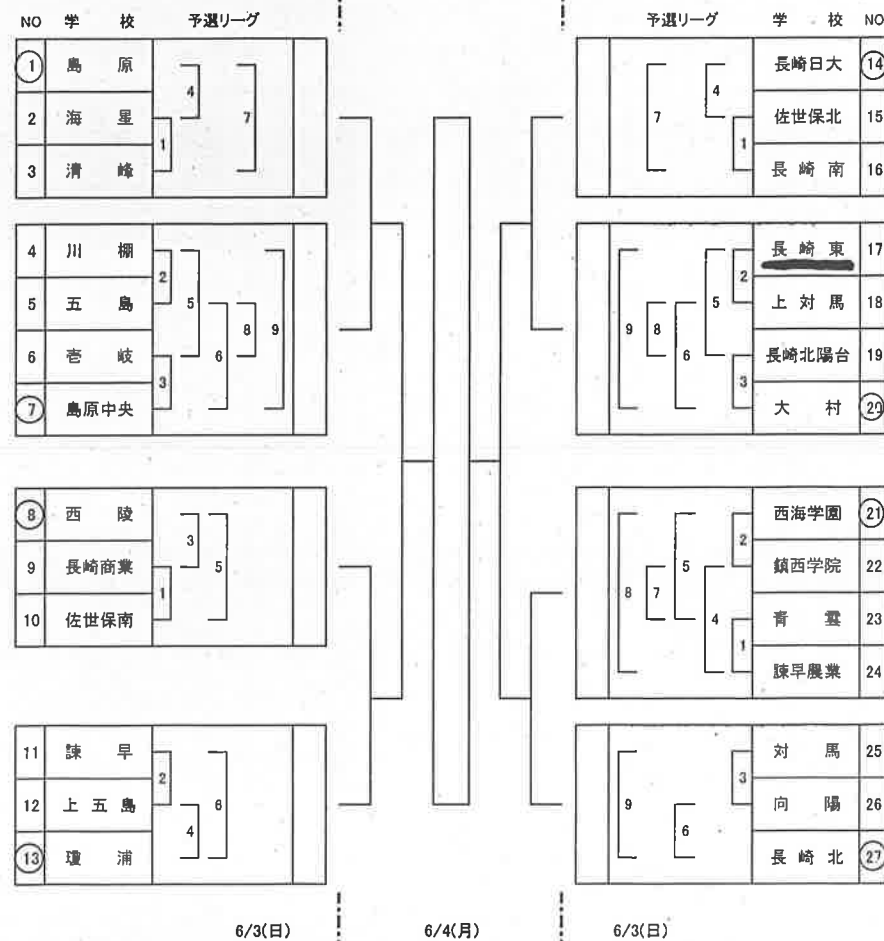 NO 学校 予選リーグ
1 島原
2 海星
3 清峰
4
1
7
4 川棚
5 五島
6 壱岐
7 島原中央
2
5
3
6
8
9
8 西陵
9 長崎商業
10 佐世保南
3
1
5
11 諫早
12 上五島
13 瓊浦
2
4
6
予選リーグ 学校 NO
長崎日大 14
佐世保北 15
長崎南 16
7
4
1
長崎東 17
上対馬 18
長崎北陽台 19
大村 20
9
8
6
5
2
3
西海学園 21
鎮西学院 22
青雲 23
諫早農業 24
8
7
5
4
2
1
対馬 25
向陽 26
長崎北 27
9
6
3
6/3(日) 6/4(月) 6/3(日)